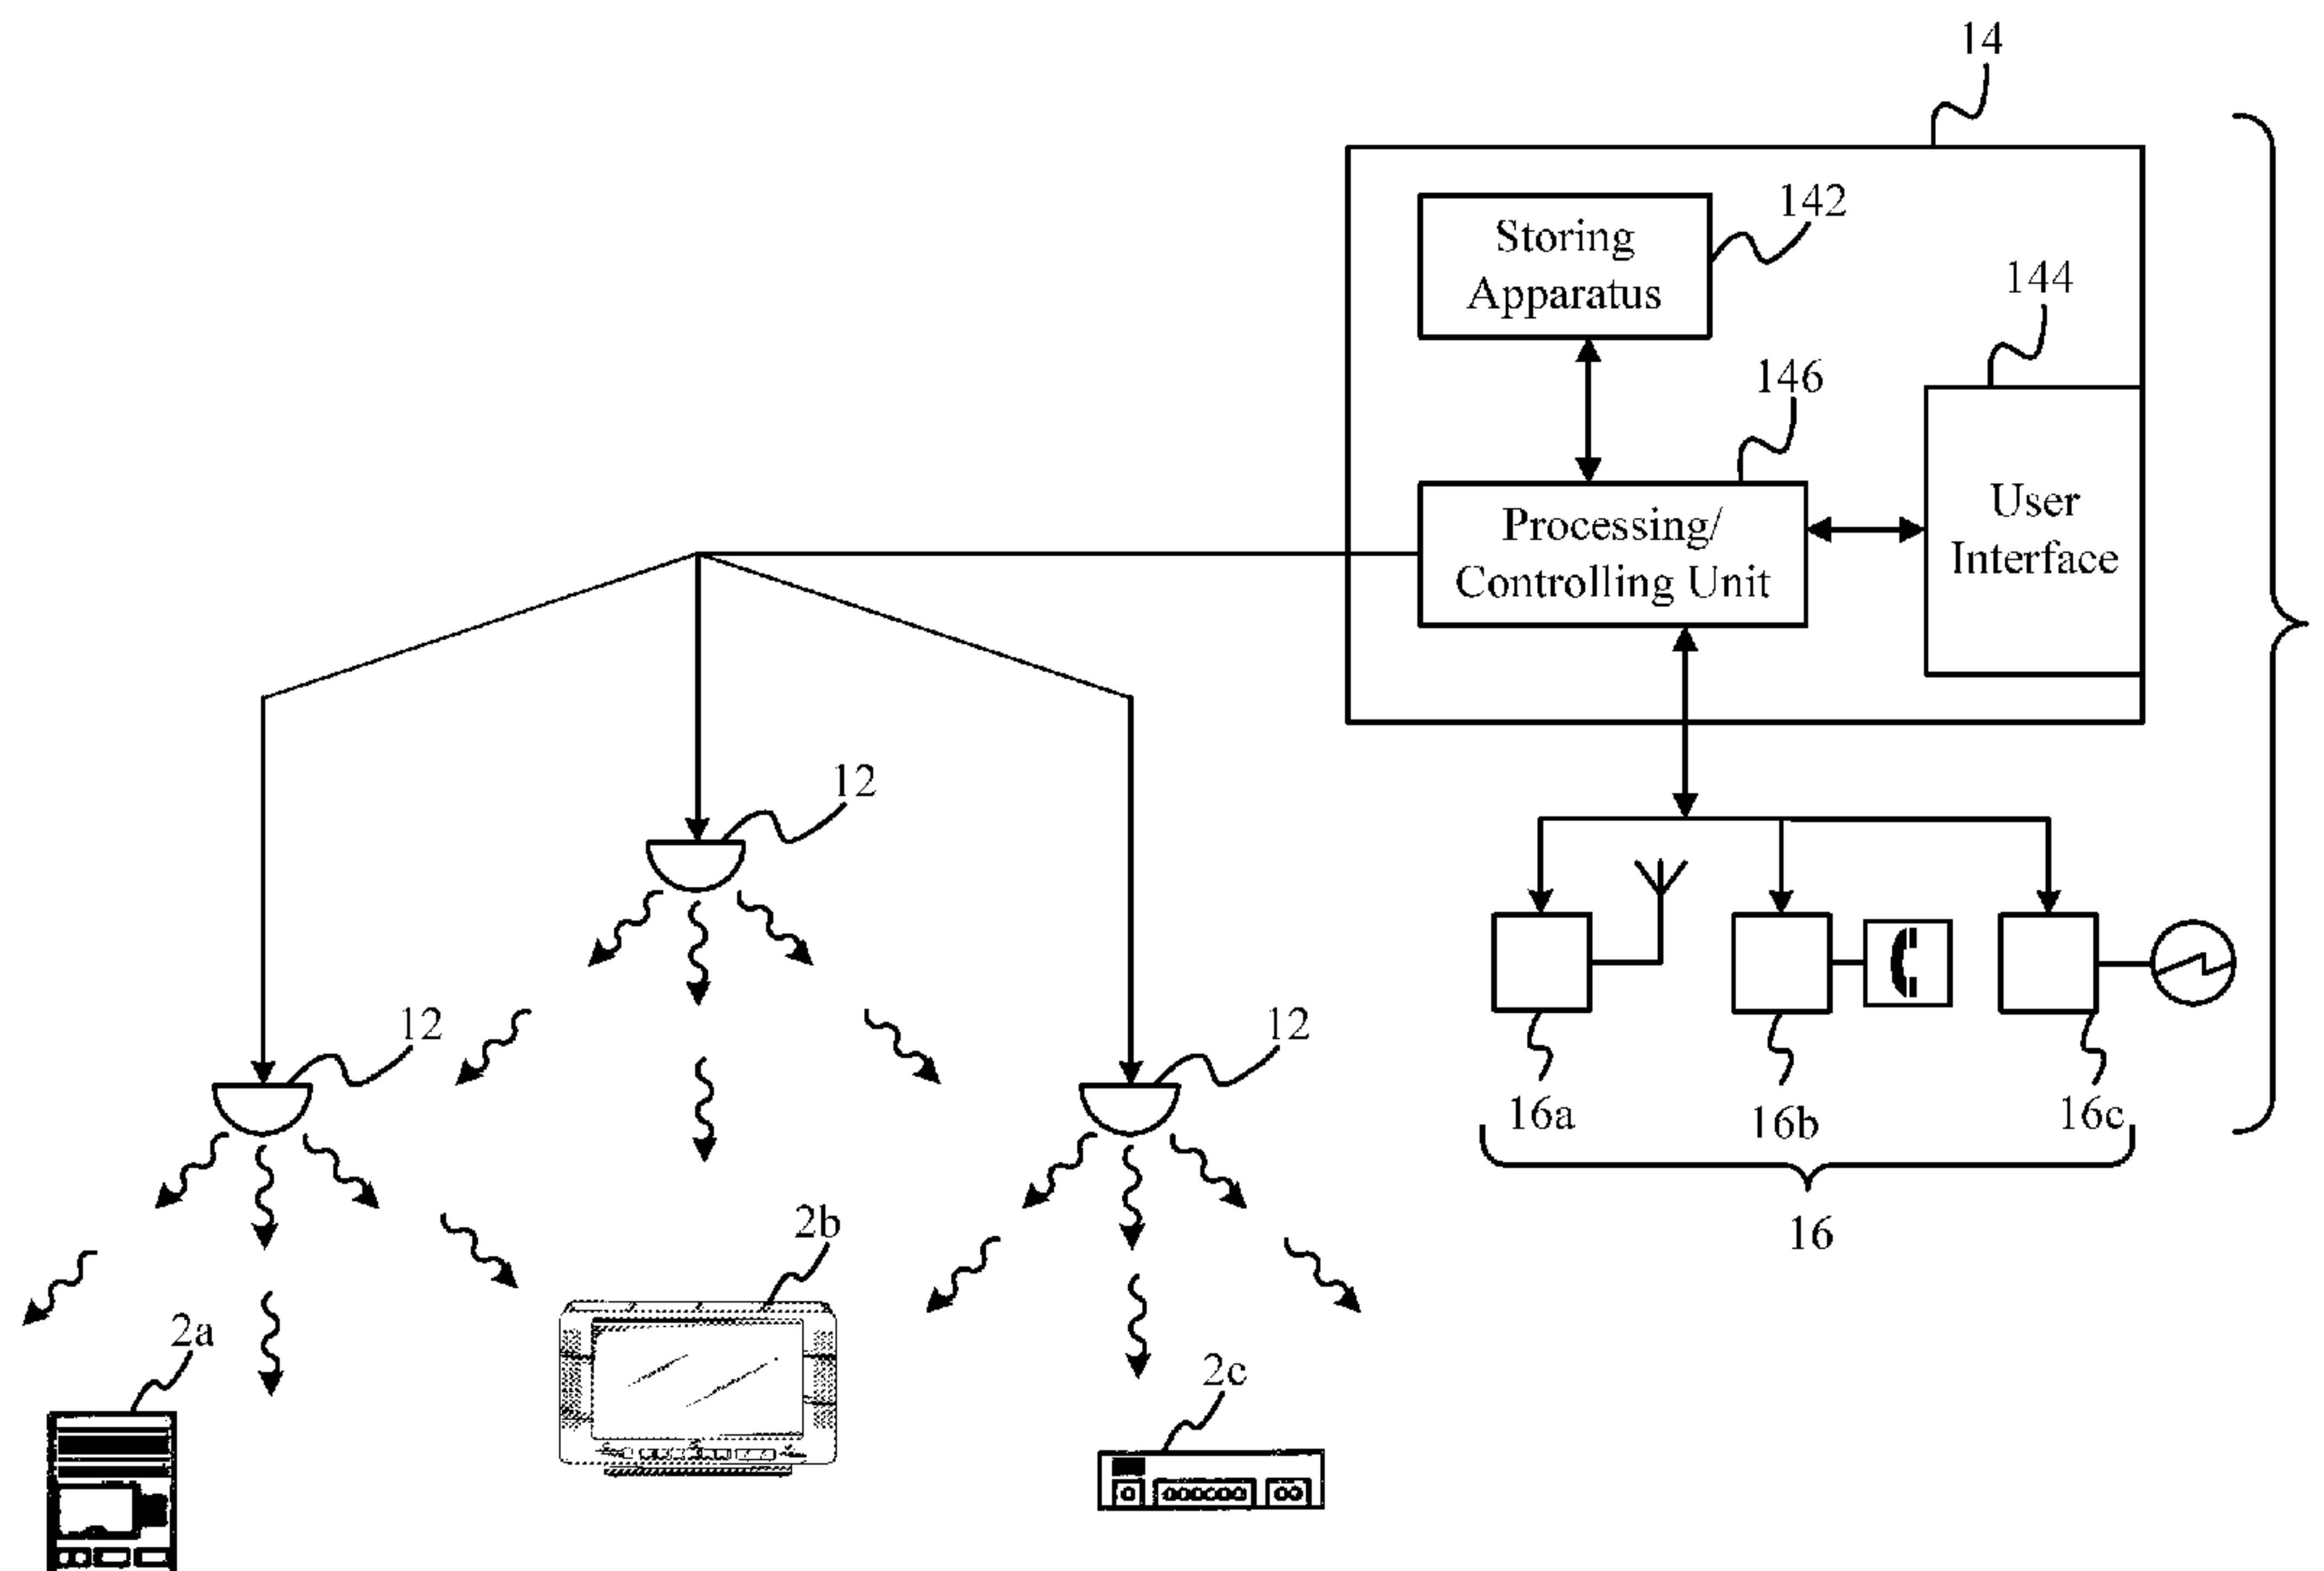 14
142
Storing
Apparatus
144
146
Processing/
Controlling Unit
User
Interface
12
12
12
16a
16b
16c
16
2a
2b
2c